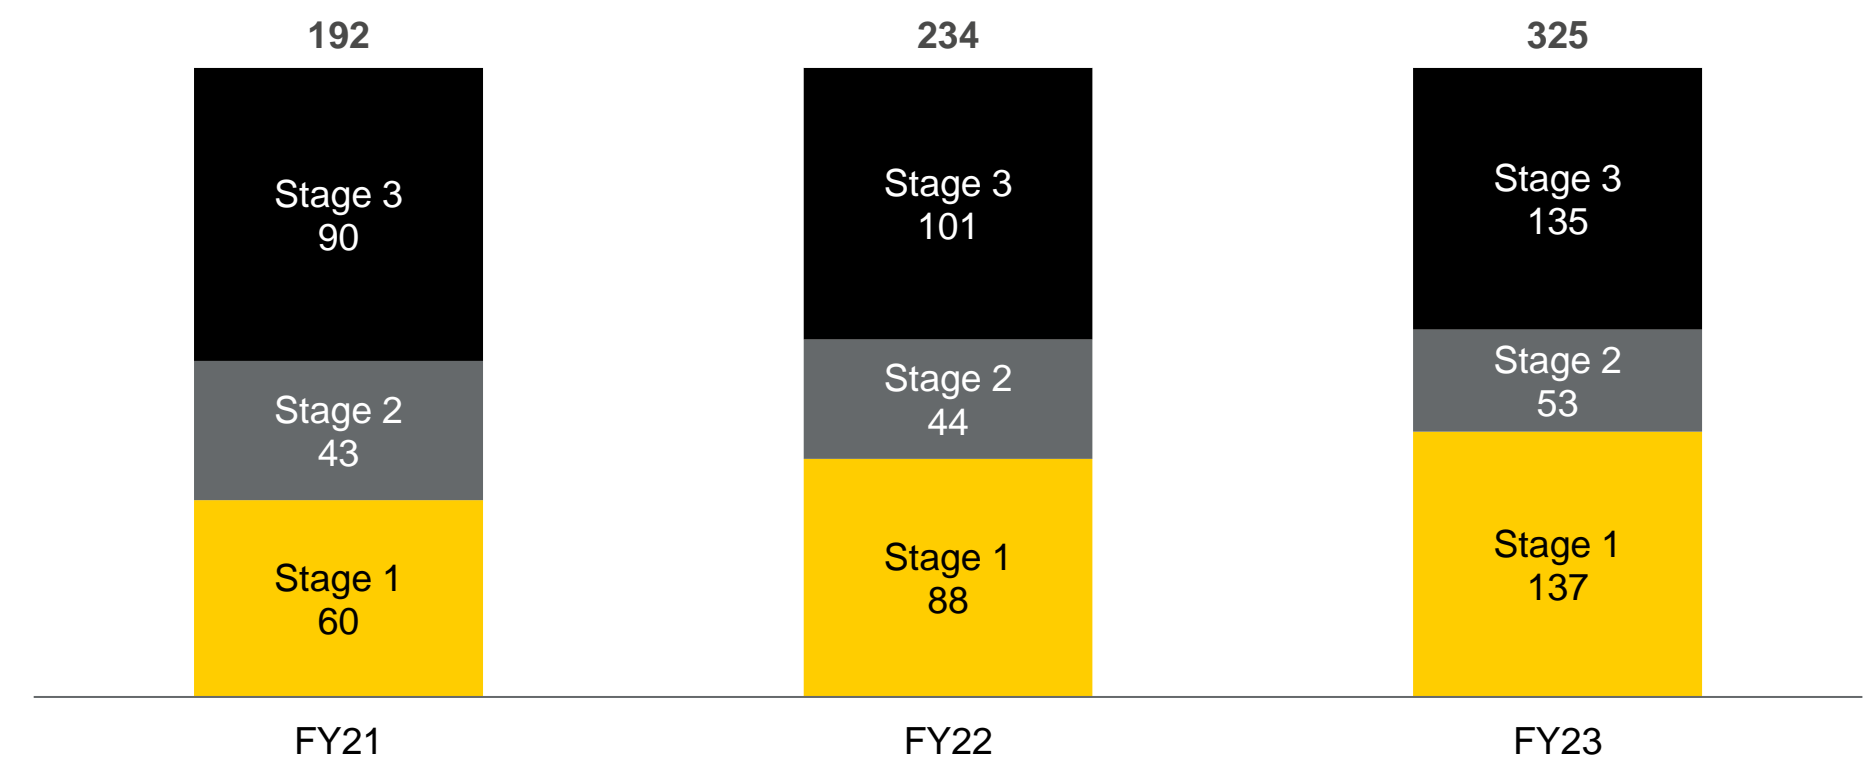 192
234
325
Stage 3
90
Stage 3
101
Stage 3
135
Stage 2
43
Stage 2
44
Stage 2
53
Stage 1
60
Stage 1
88
Stage 1
137
FY21
FY22
FY23